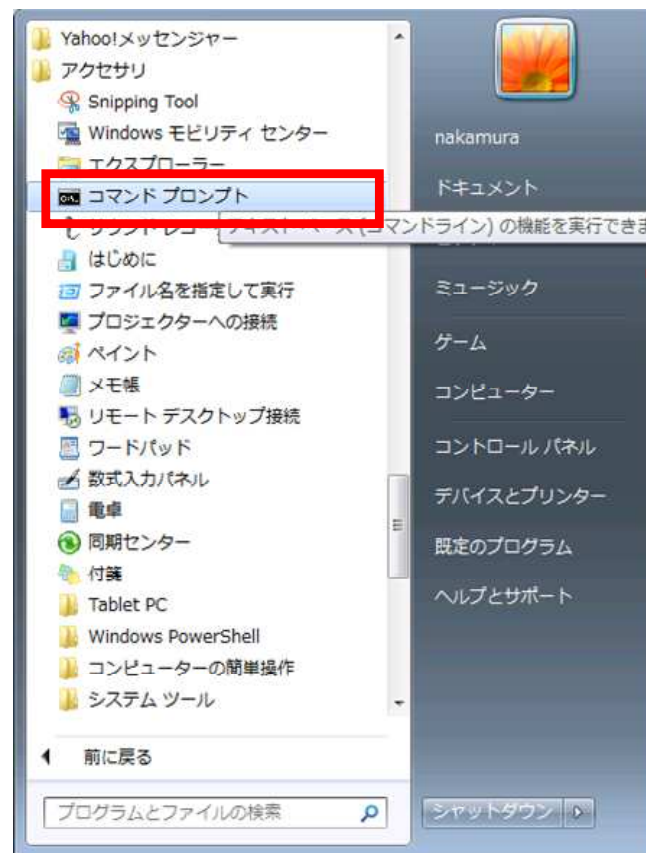 Yahoo!メッセンジャー
アクセサリ
Snipping Tool
Windows モビリティ センター
エクスプローラー
コマンド プロンプト
はじめに
ファイル名を指定して実行
プロジェクターへの接続
ペイント
メモ帳
リモート デスクトップ接続
ワードパッド
数式入力パネル
電卓
同期センター
付箋
Tablet PC
Windows PowerShell
コンピューターの簡単操作
システム ツール
前に戻る
プログラムとファイルの検索
nakamura
ドキュメント
(コマンドライン) の機能を実行できま
ミュージック
ゲーム
コンピューター
コントロール パネル
デバイスとプリンター
既定のプログラム
ヘルプとサポート
シャットダウン